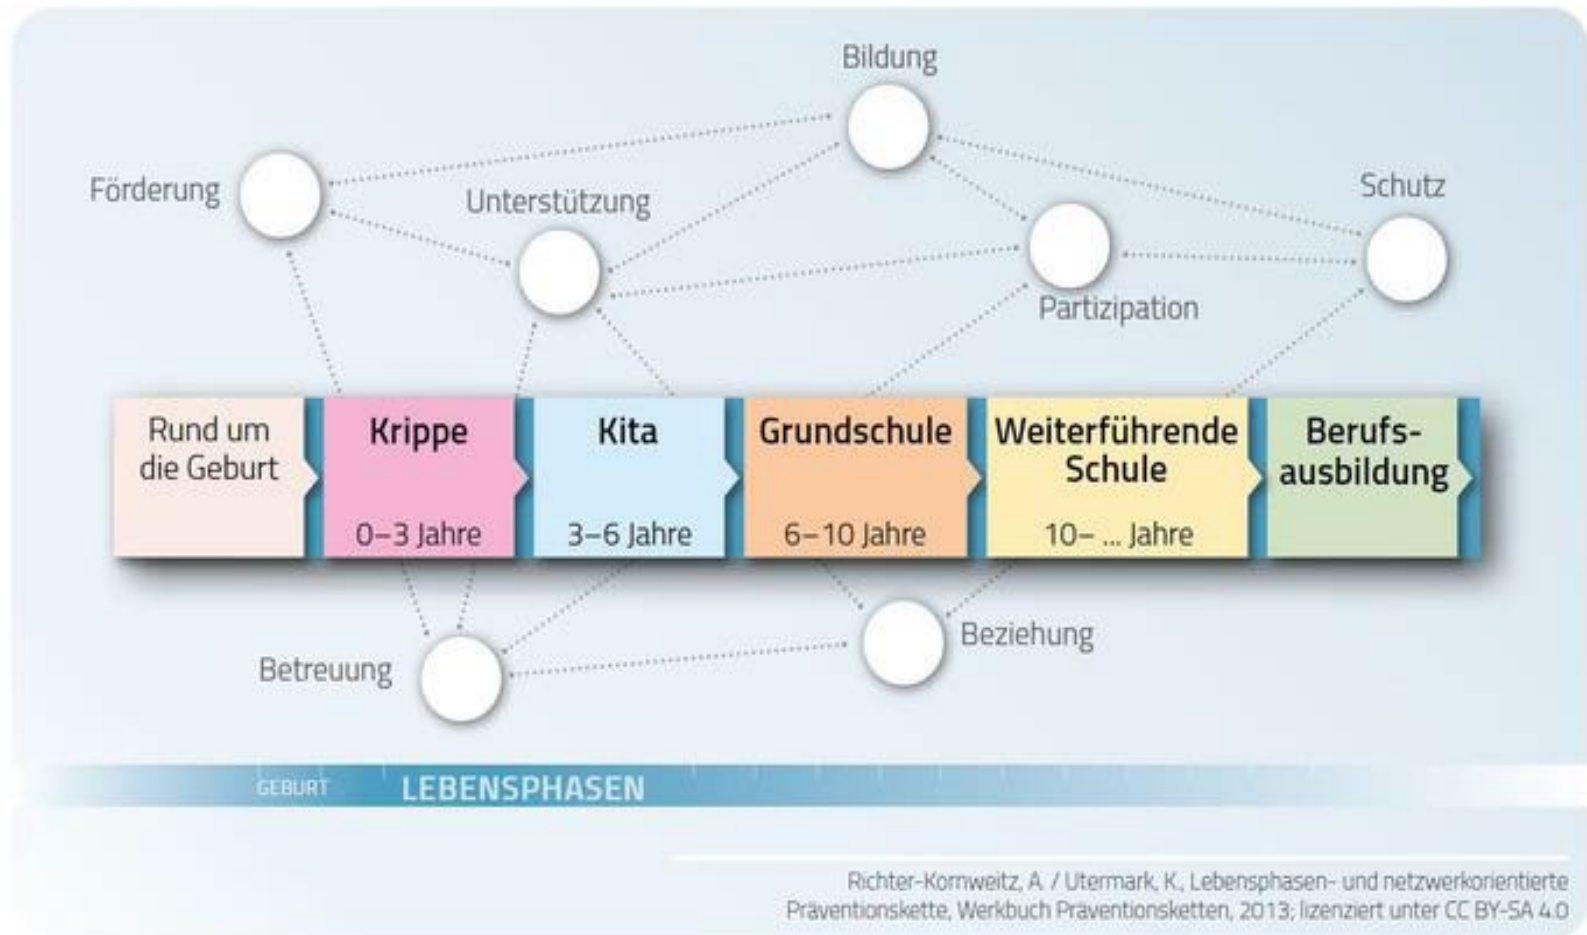 Bildung
Förderung
Unterstützung
Schutz
Partizipation
Rund um
die Geburt
Krippe
0–3 Jahre
Kita
3–6 Jahre
Grundschule
6–10 Jahre
Weiterführende
Schule
10– ... Jahre
Berufs-
ausbildung
Betreuung
Beziehung
GEBURT
LEBENSPHASEN
Richter-Kornweitz, A. / Utermark, K., Lebensphasen- und netzwerkorientierte
Präventionskette, Werkbuch Präventionsketten, 2013; lizenziert unter CC BY-SA 4.0